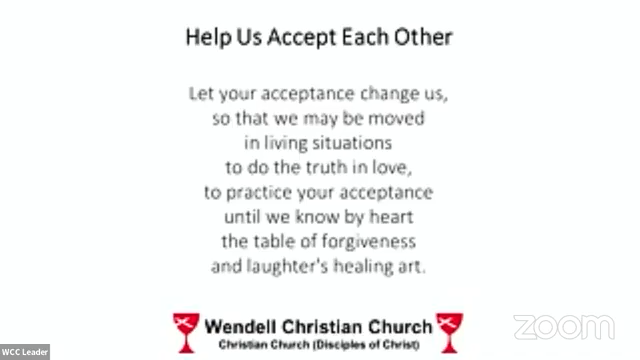 Help Us Accept Each Other
Let your acceptance change us,
so that we may be moved
in living situations
to do the truth in love,
to practice your acceptance
until we know by heart
the table of forgiveness
and laughter's healing art.
Wendell Christian Church
Christian Church (Disciples of Christ)
WCC Leader
zoom